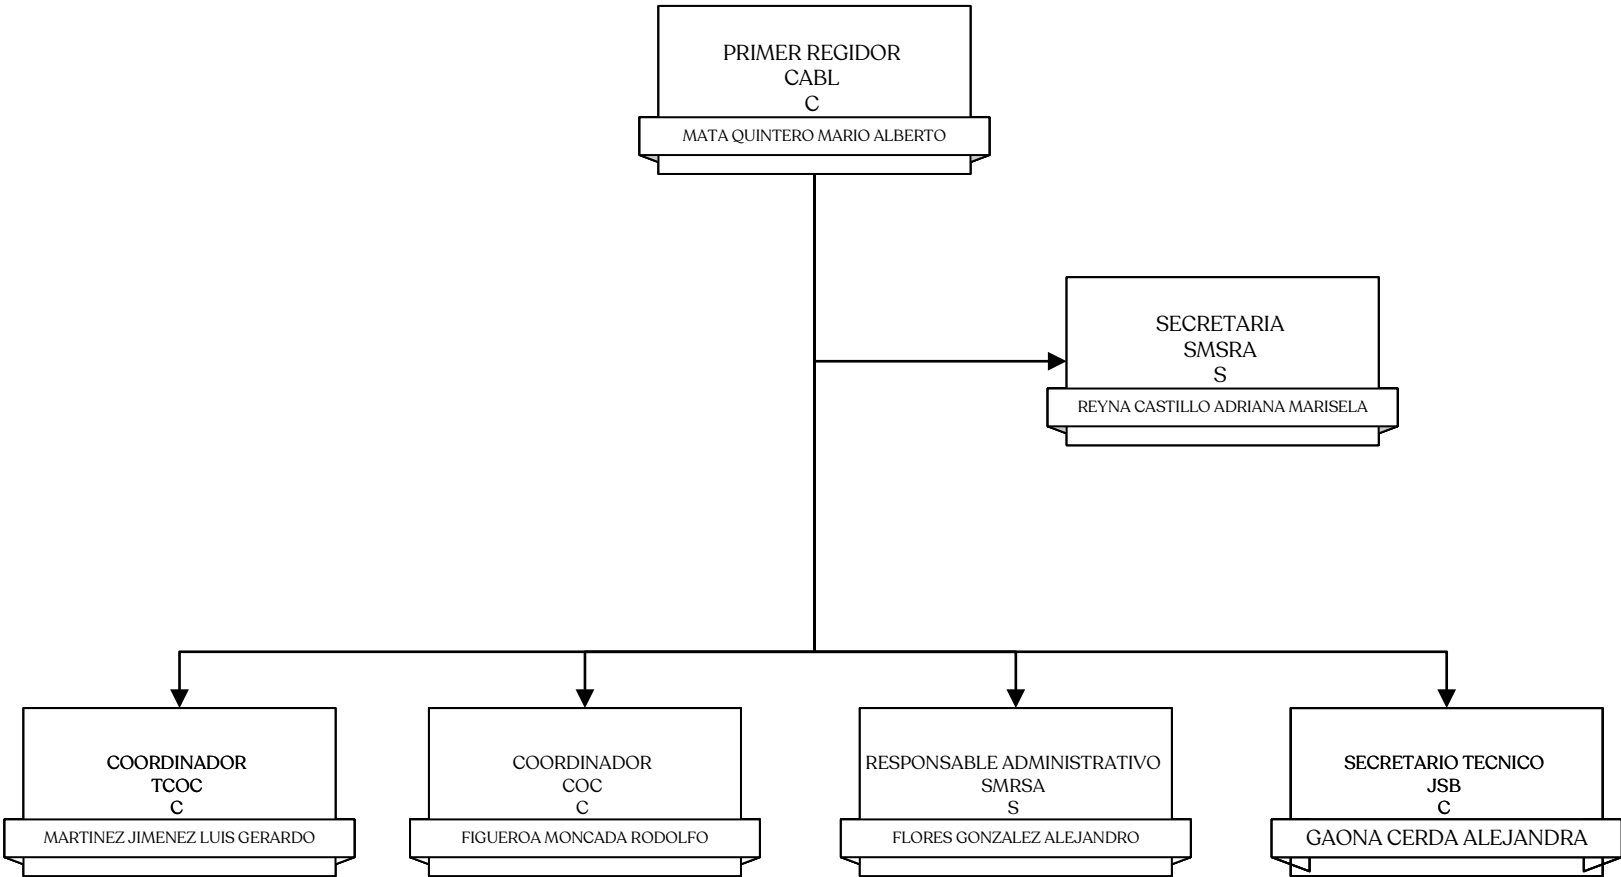 PRIMER REGIDOR
CABL
C
MATA QUINTERO MARIO ALBERTO
SECRETARIA
SMSRA
S
REYNA CASTILLO ADRIANA MARISELA
COORDINADOR
TCOC
C
MARTINEZ JIMENEZ LUIS GERARDO
COORDINADOR
COC
C
FIGUEROA MONCADA RODOLFO
RESPONSABLE ADMINISTRATIVO
SMRSA
S
FLORES GONZALEZ ALEJANDRO
SECRETARIO TECNICO
JSB
C
GAONA CERDA ALEJANDRA